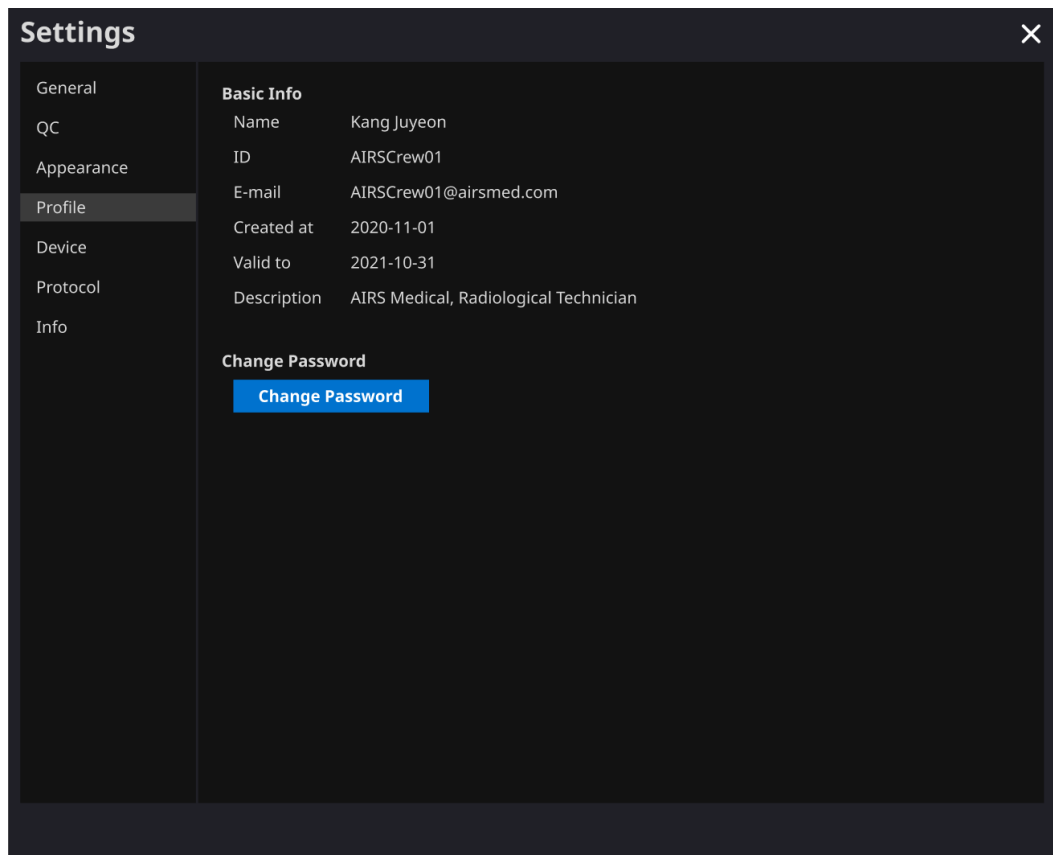 Settings
General
QC
Appearance
Profile
Device
Protocol
Info
Basic Info
Name Kang Juyeon
ID AIRSCrew01
E-mail AIRSCrew01@airsmed.com
Created at 2020-11-01
Valid to 2021-10-31
Description AIRS Medical, Radiological Technician
Change Password
Change Password